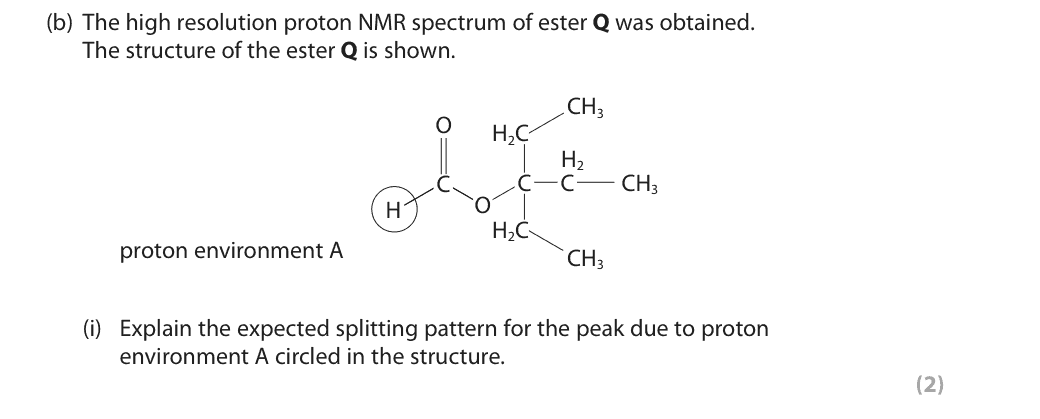 (b) The high resolution proton NMR spectrum of ester Q was obtained.
The structure of the ester Q is shown.
CH₃
O
H₂C
H₂
C
C
C
CH₃
H
O
H₂C
proton environment A
CH₃
(i) Explain the expected splitting pattern for the peak due to proton
environment A circled in the structure.
(2)